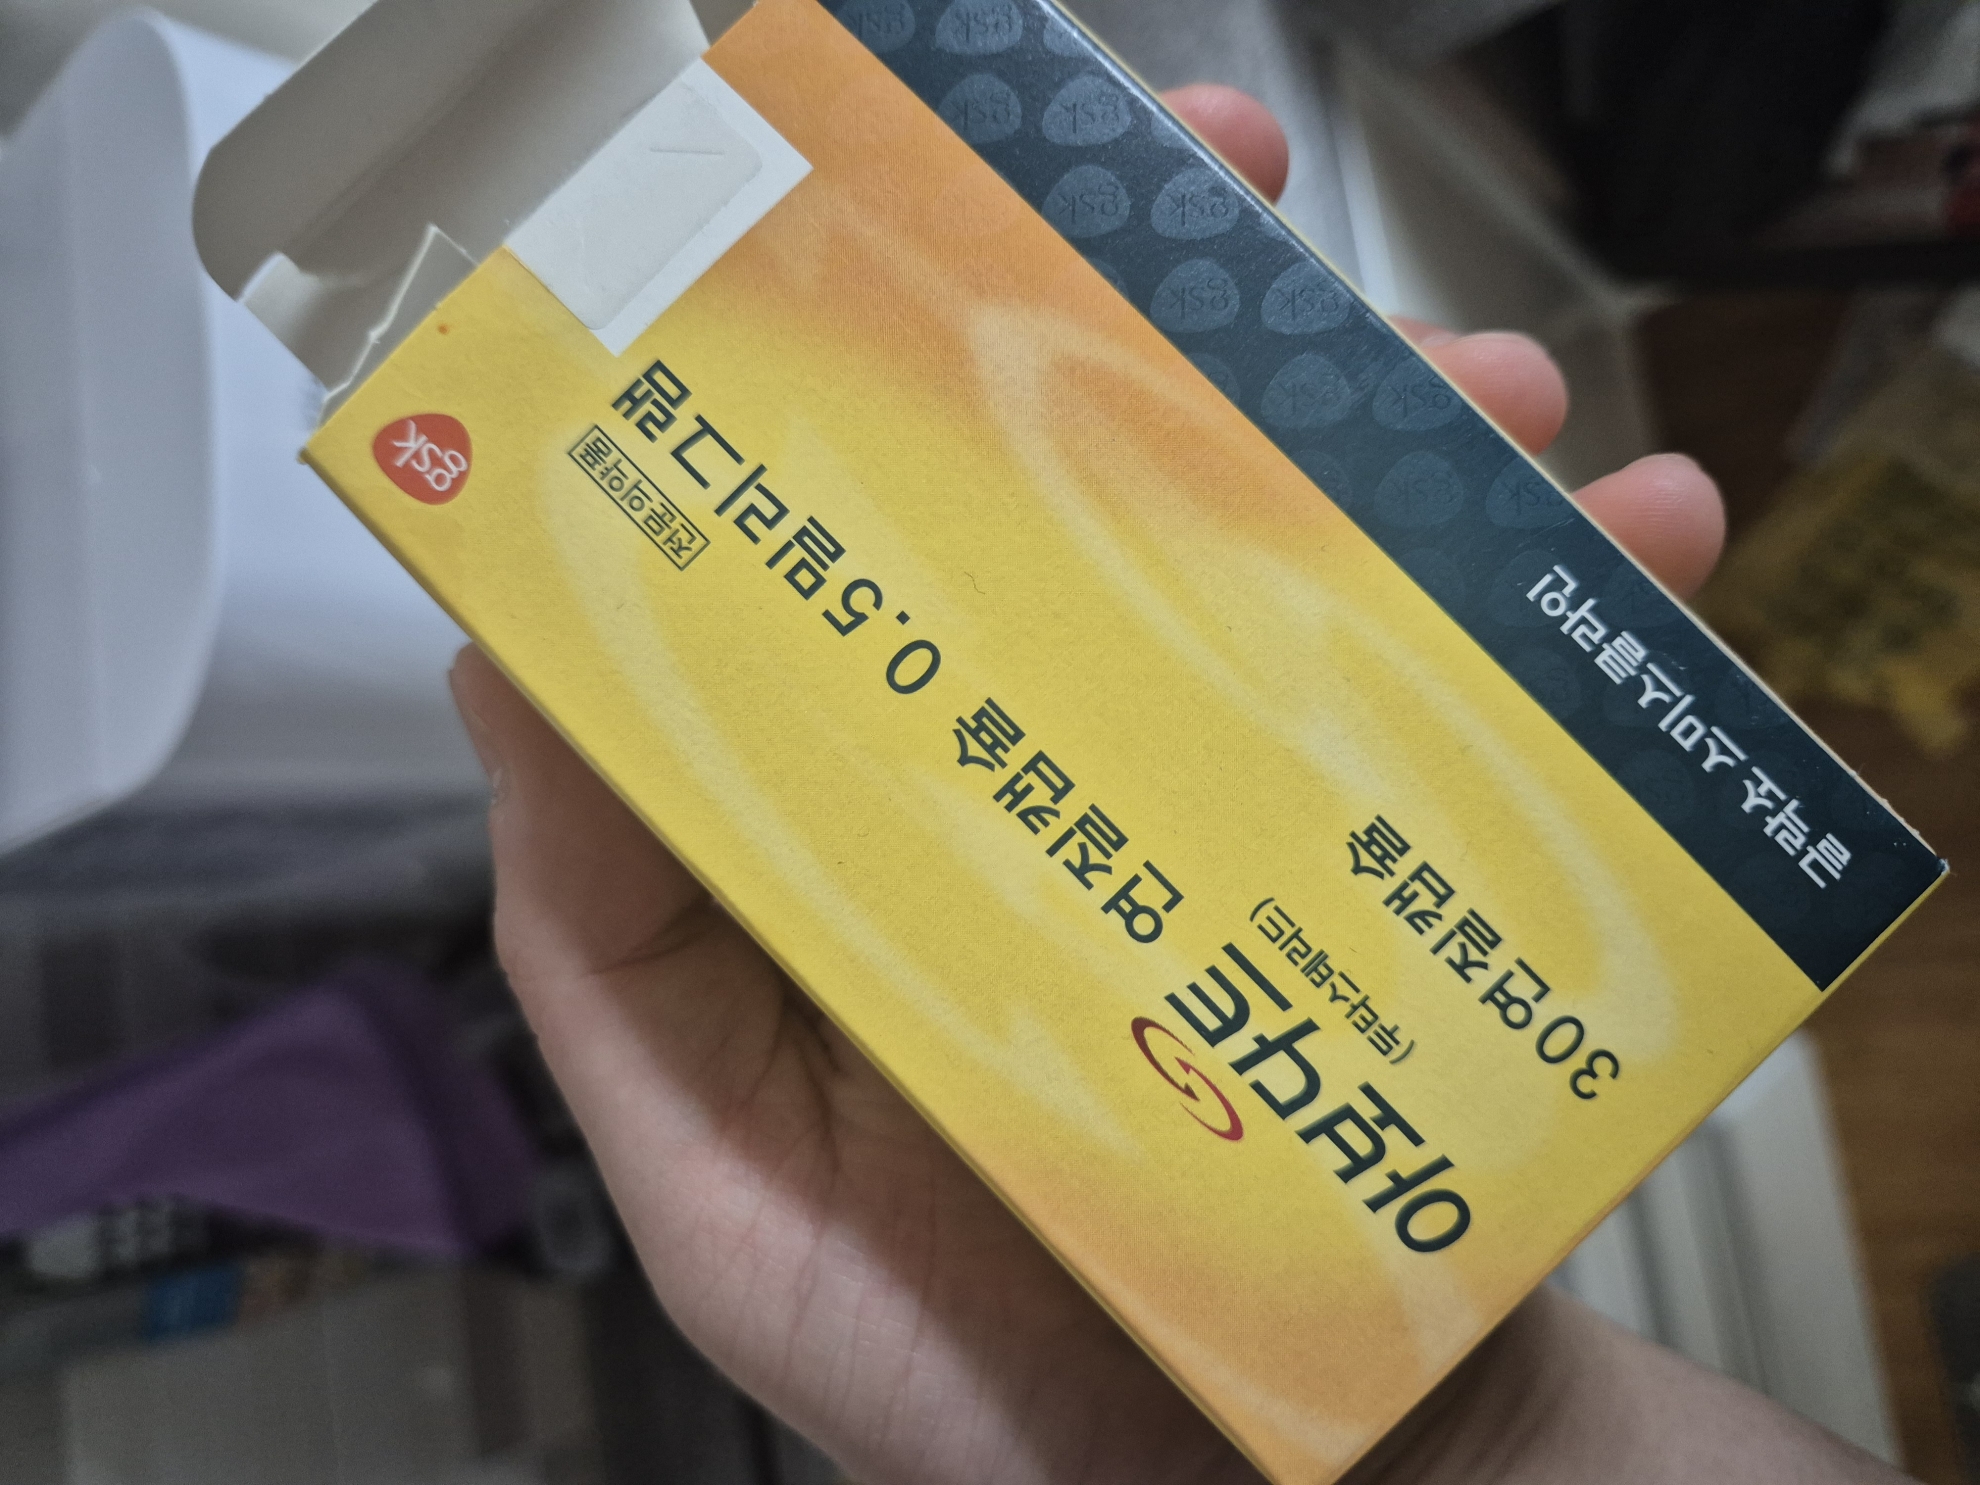 gsk
전문의약품
아보다트 연질캡슐 0.5밀리그램
(두타스테리드)
30연질캡슐
글락소 스미스클라인